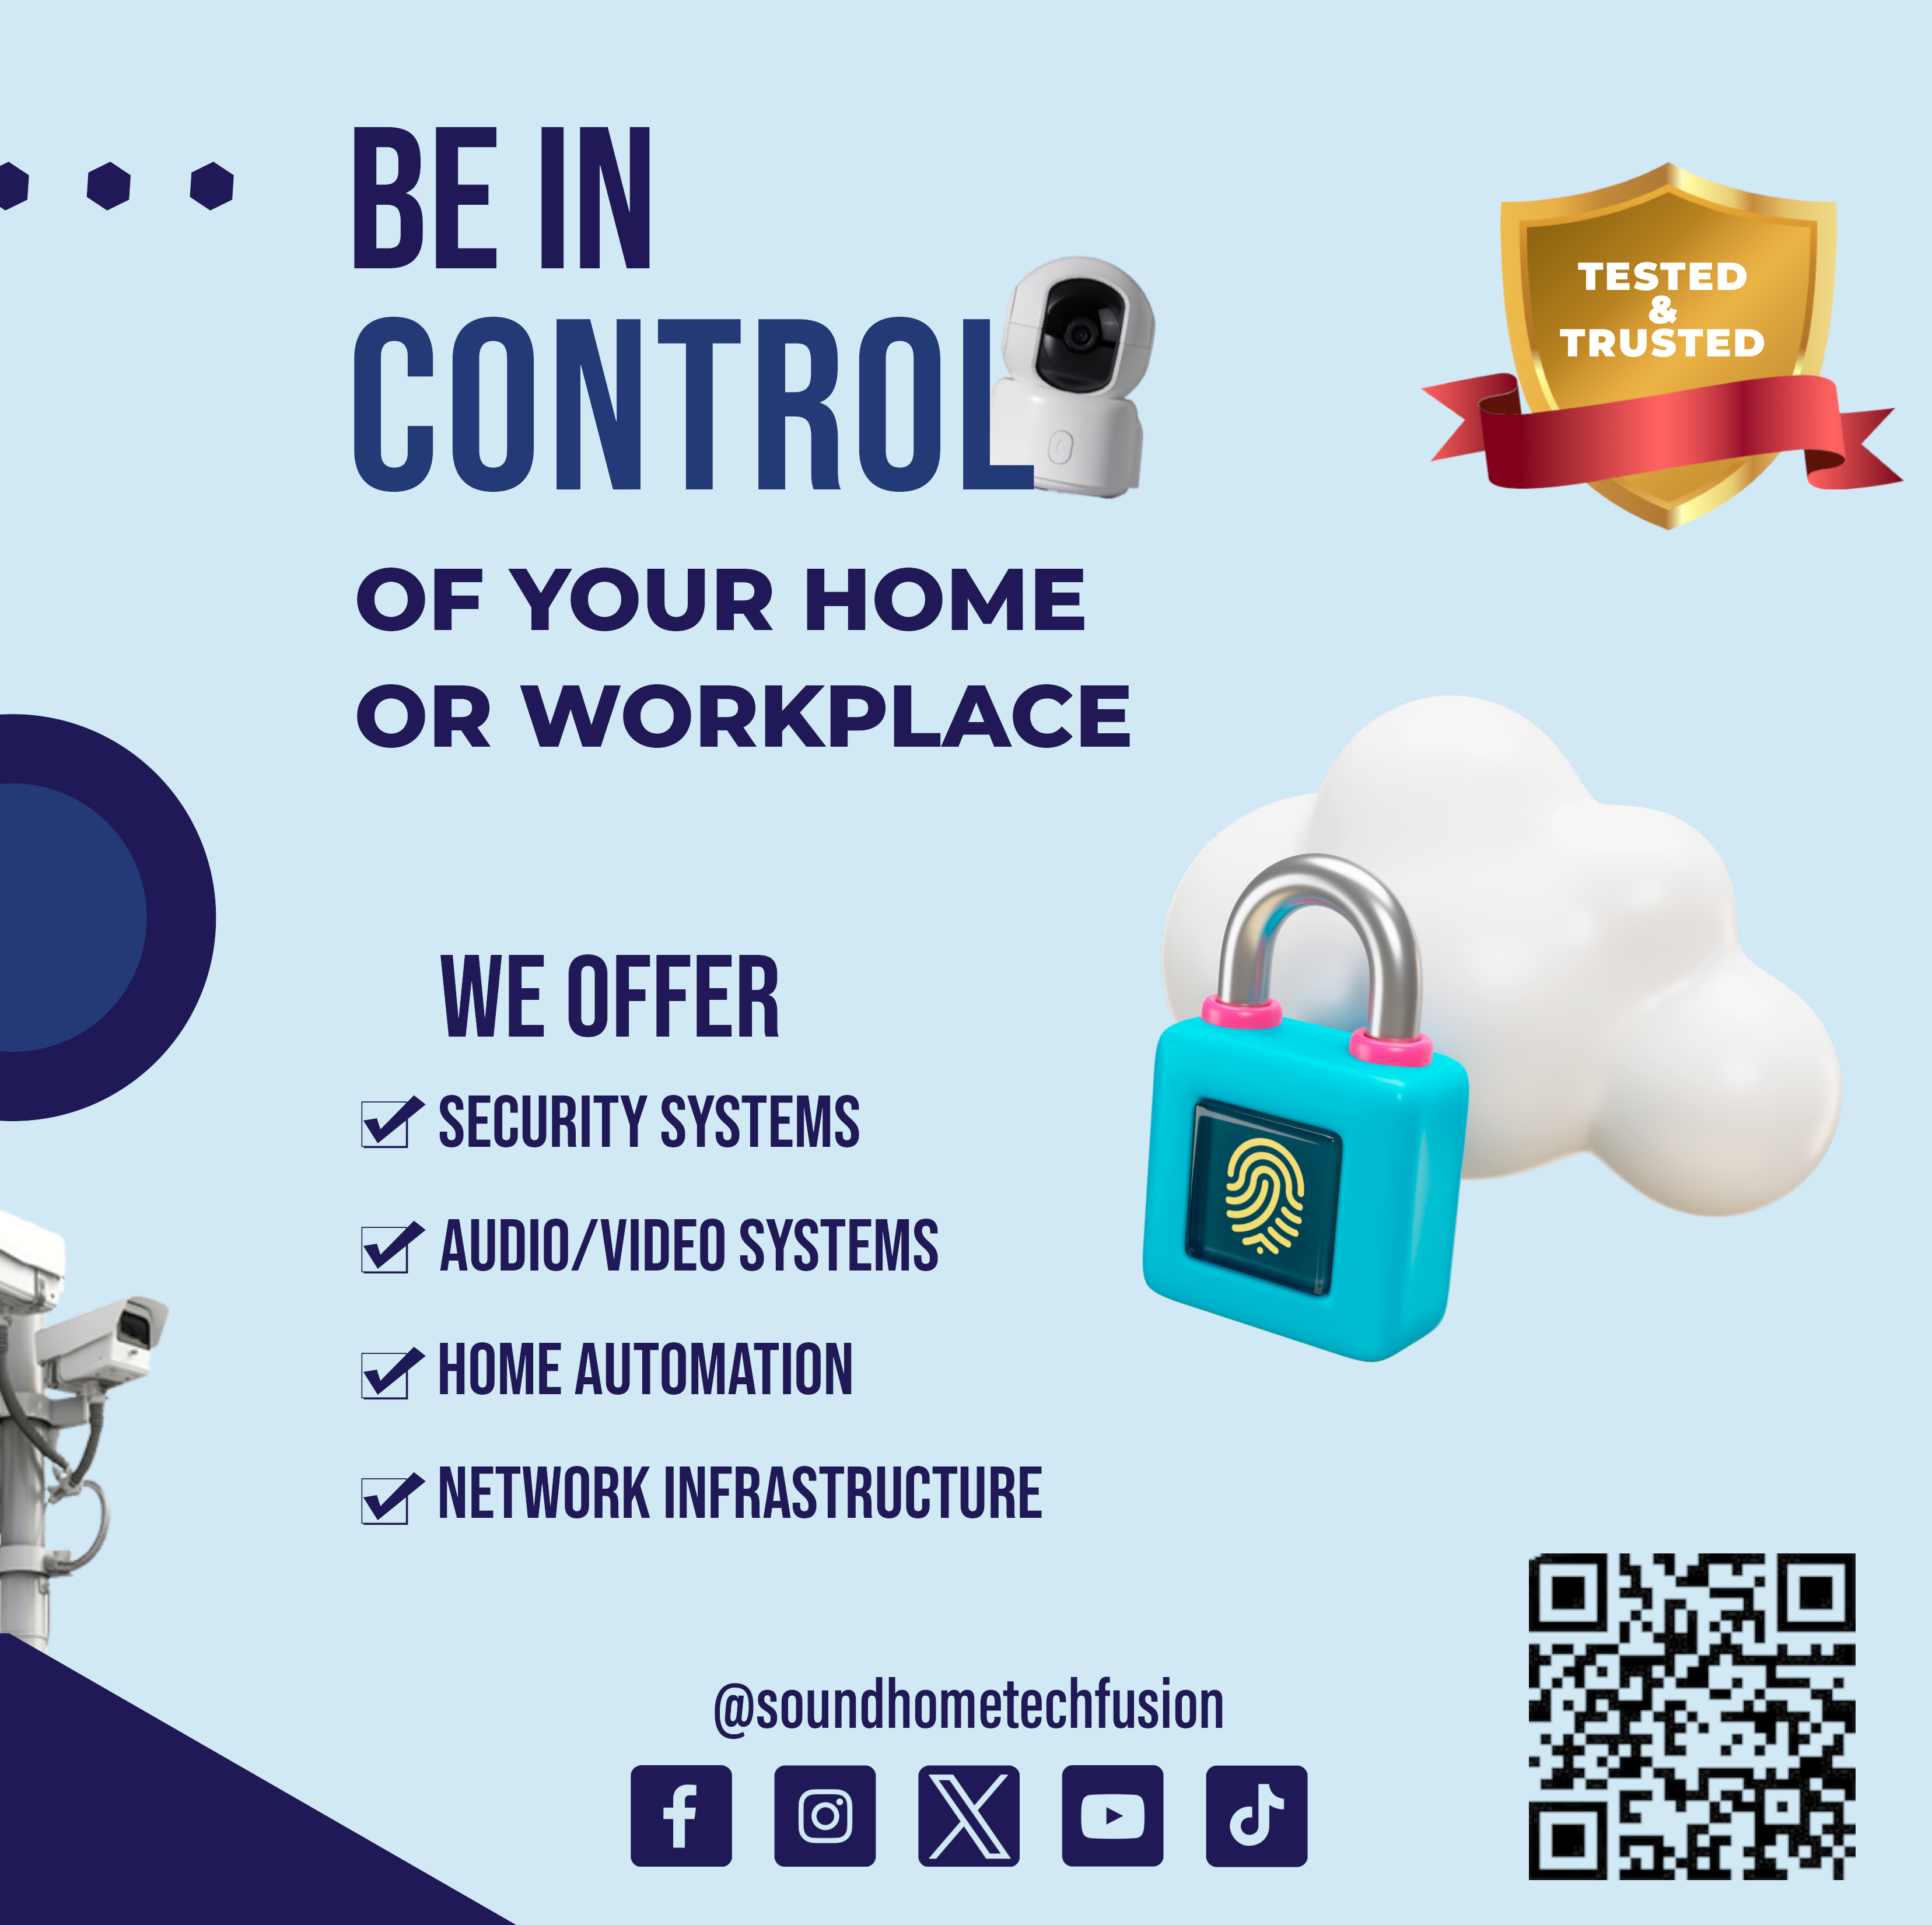 BE IN
CONTROL
OF YOUR HOME
OR WORKPLACE
TESTED
&
TRUSTED
WE OFFER
SECURITY SYSTEMS
AUDIO/VIDEO SYSTEMS
HOME AUTOMATION
NETWORK INFRASTRUCTURE
@soundhometechfusion